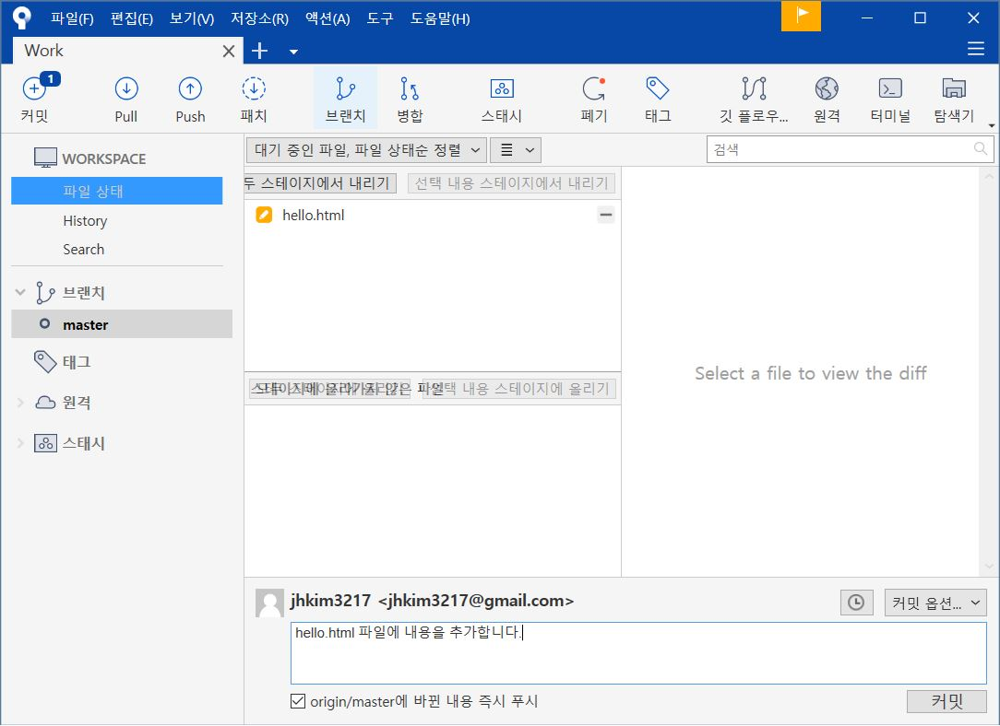 파일(F) 편집(E) 보기(V) 저장소(R) 액션(A) 도구 도움말(H)
Work
1
커밋 Pull Push 패치 브랜치 병합 스태시 폐기 태그 깃 플로우... 원격 터미널 탐색기
WORKSPACE
파일 상태
History
Search
브랜치
master
태그
원격
스태시
대기 중인 파일, 파일 상태순 정렬
검색
두 스테이지에서 내리기 선택 내용 스테이지에서 내리기
hello.html
스테이지에 올라가지 않은 파일 선택 내용 스테이지에 올리기
Select a file to view the diff
jhkim3217 <jhkim3217@gmail.com>
커밋 옵션...
hello.html 파일에 내용을 추가합니다.
origin/master에 바뀐 내용 즉시 푸시
커밋